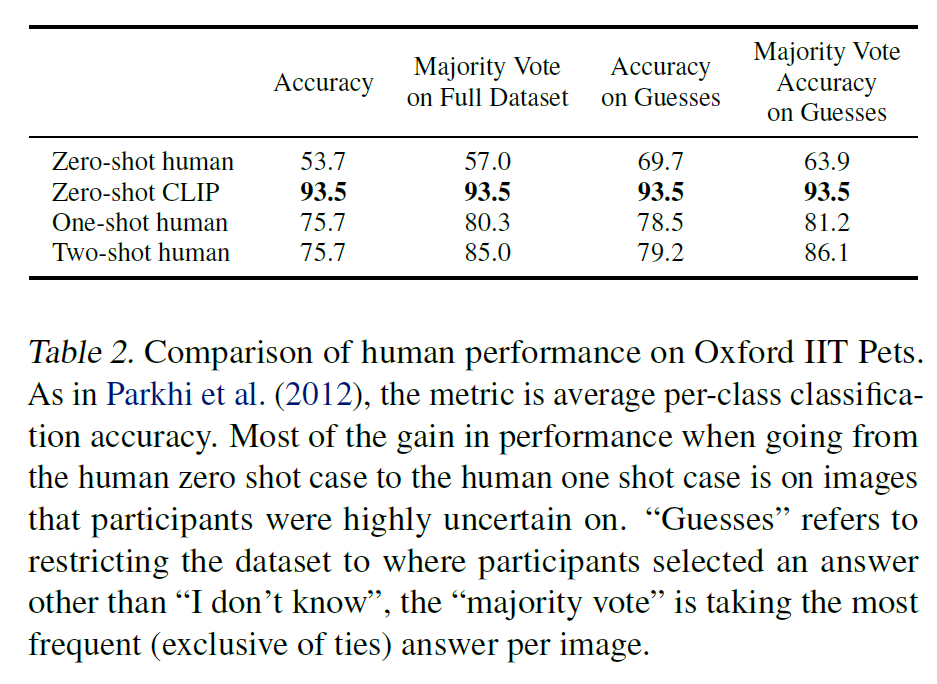 Accuracy Majority Vote on Full Dataset Accuracy on Guesses Majority Vote Accuracy on Guesses
Zero-shot human 53.7 57.0 69.7 63.9
Zero-shot CLIP 93.5 93.5 93.5 93.5
One-shot human 75.7 80.3 78.5 81.2
Two-shot human 75.7 85.0 79.2 86.1
Table 2. Comparison of human performance on Oxford IIT Pets.
As in Parkhi et al. (2012), the metric is average per-class classifica-
tion accuracy. Most of the gain in performance when going from
the human zero shot case to the human one shot case is on images
that participants were highly uncertain on. “Guesses” refers to
restricting the dataset to where participants selected an answer
other than “I don’t know”, the “majority vote” is taking the most
frequent (exclusive of ties) answer per image.